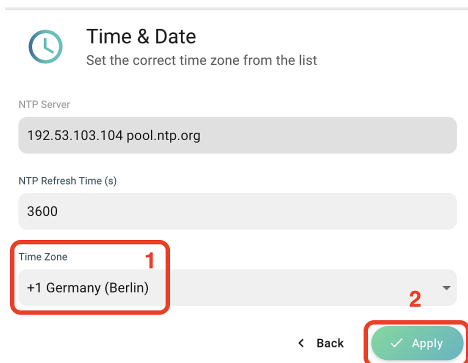 Time & Date
Set the correct time zone from the list
NTP Server
192.53.103.104 pool.ntp.org
NTP Refresh Time (s)
3600
Time Zone
1
+1 Germany (Berlin)
2
Back
Apply